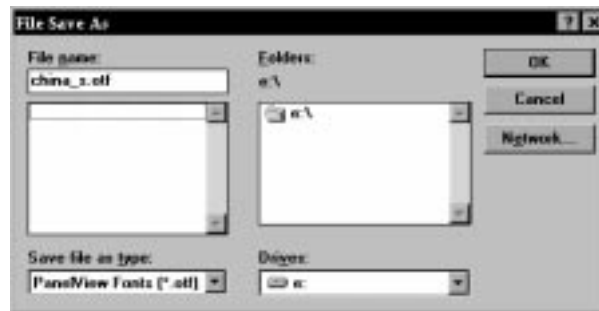 File Save As
File name:
china_s.otf
Folders:
a:\
a:\
OK
Cancel
Network...
Save file as type:
PanelView Fonts (*.otf)
Drives:
a: